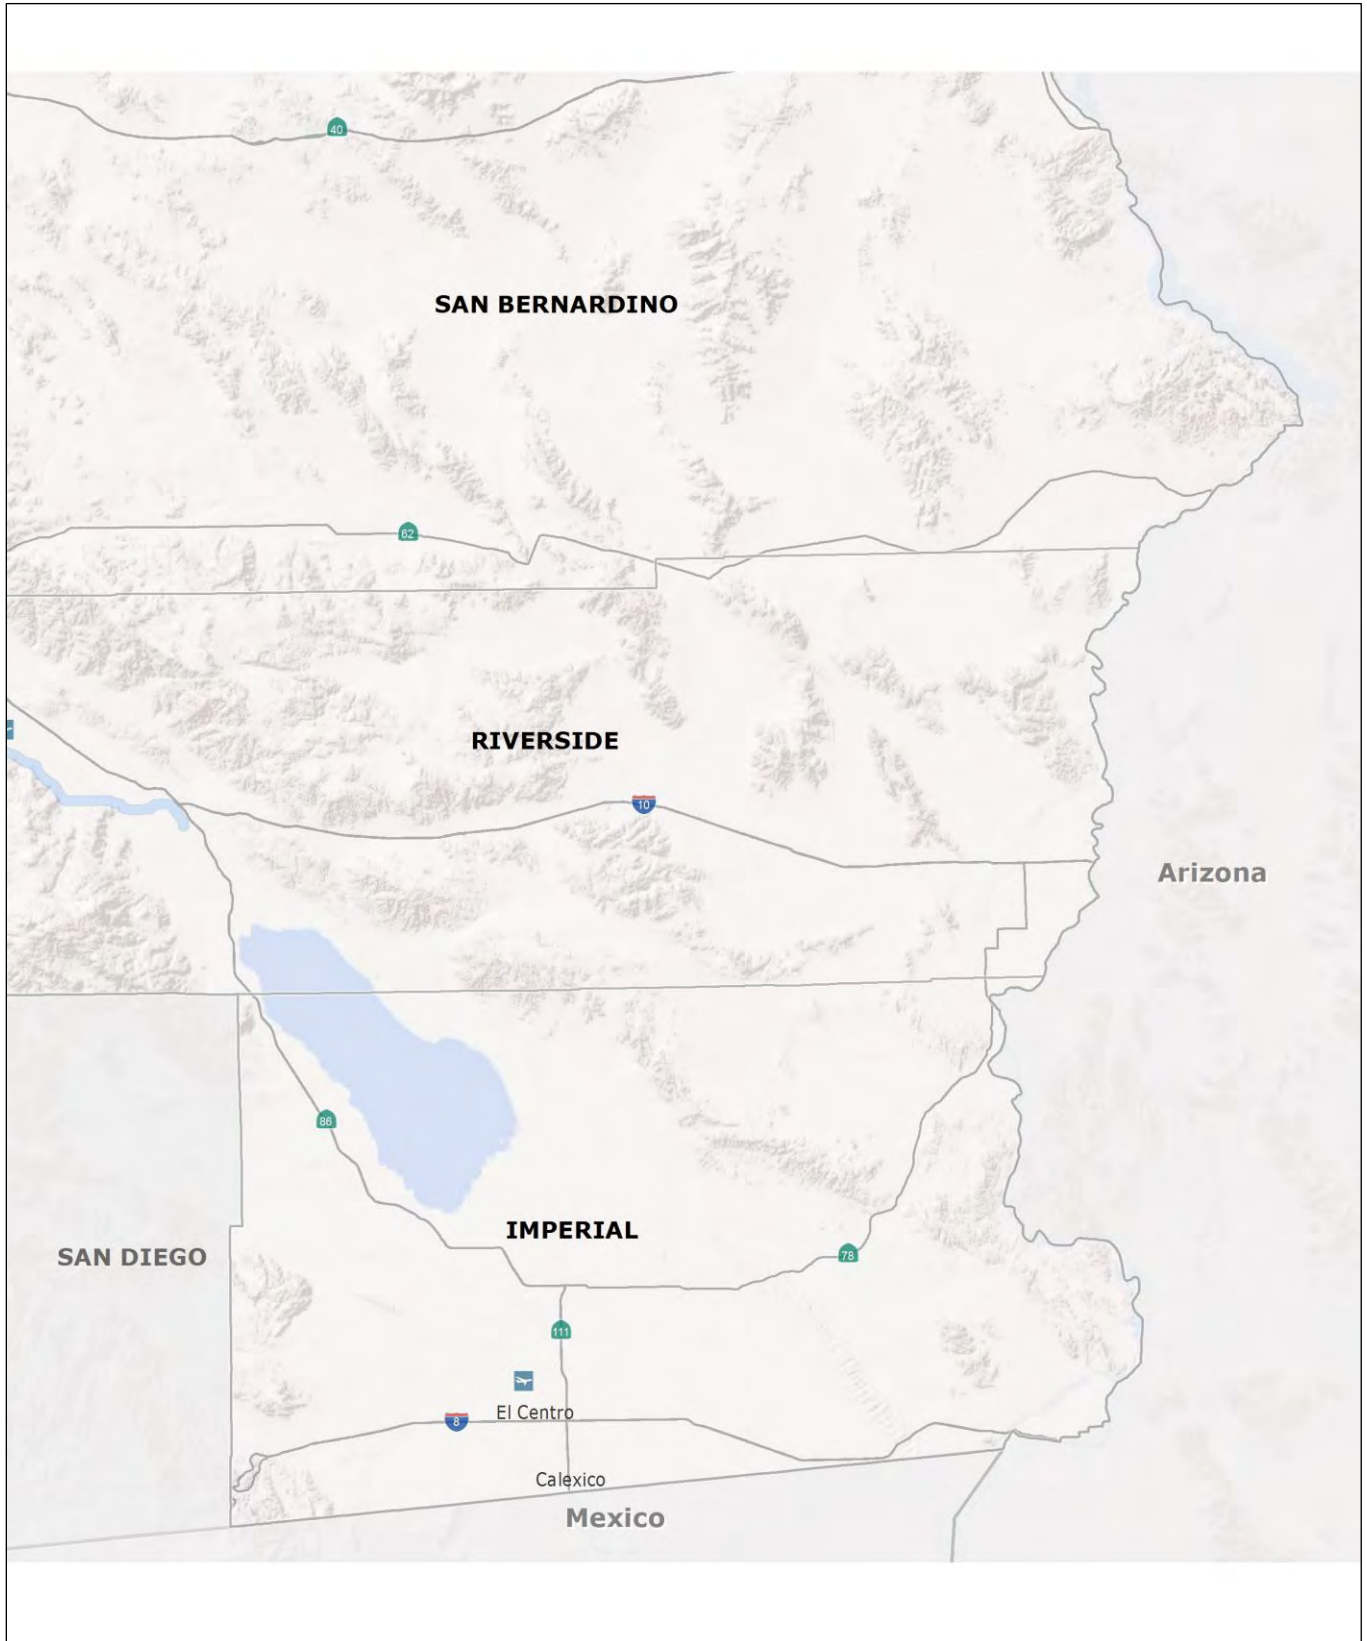 40
SAN BERNARDINO
62
RIVERSIDE
10
Arizona
86
IMPERIAL
78
SAN DIEGO
111
El Centro
8
Calexico
Mexico